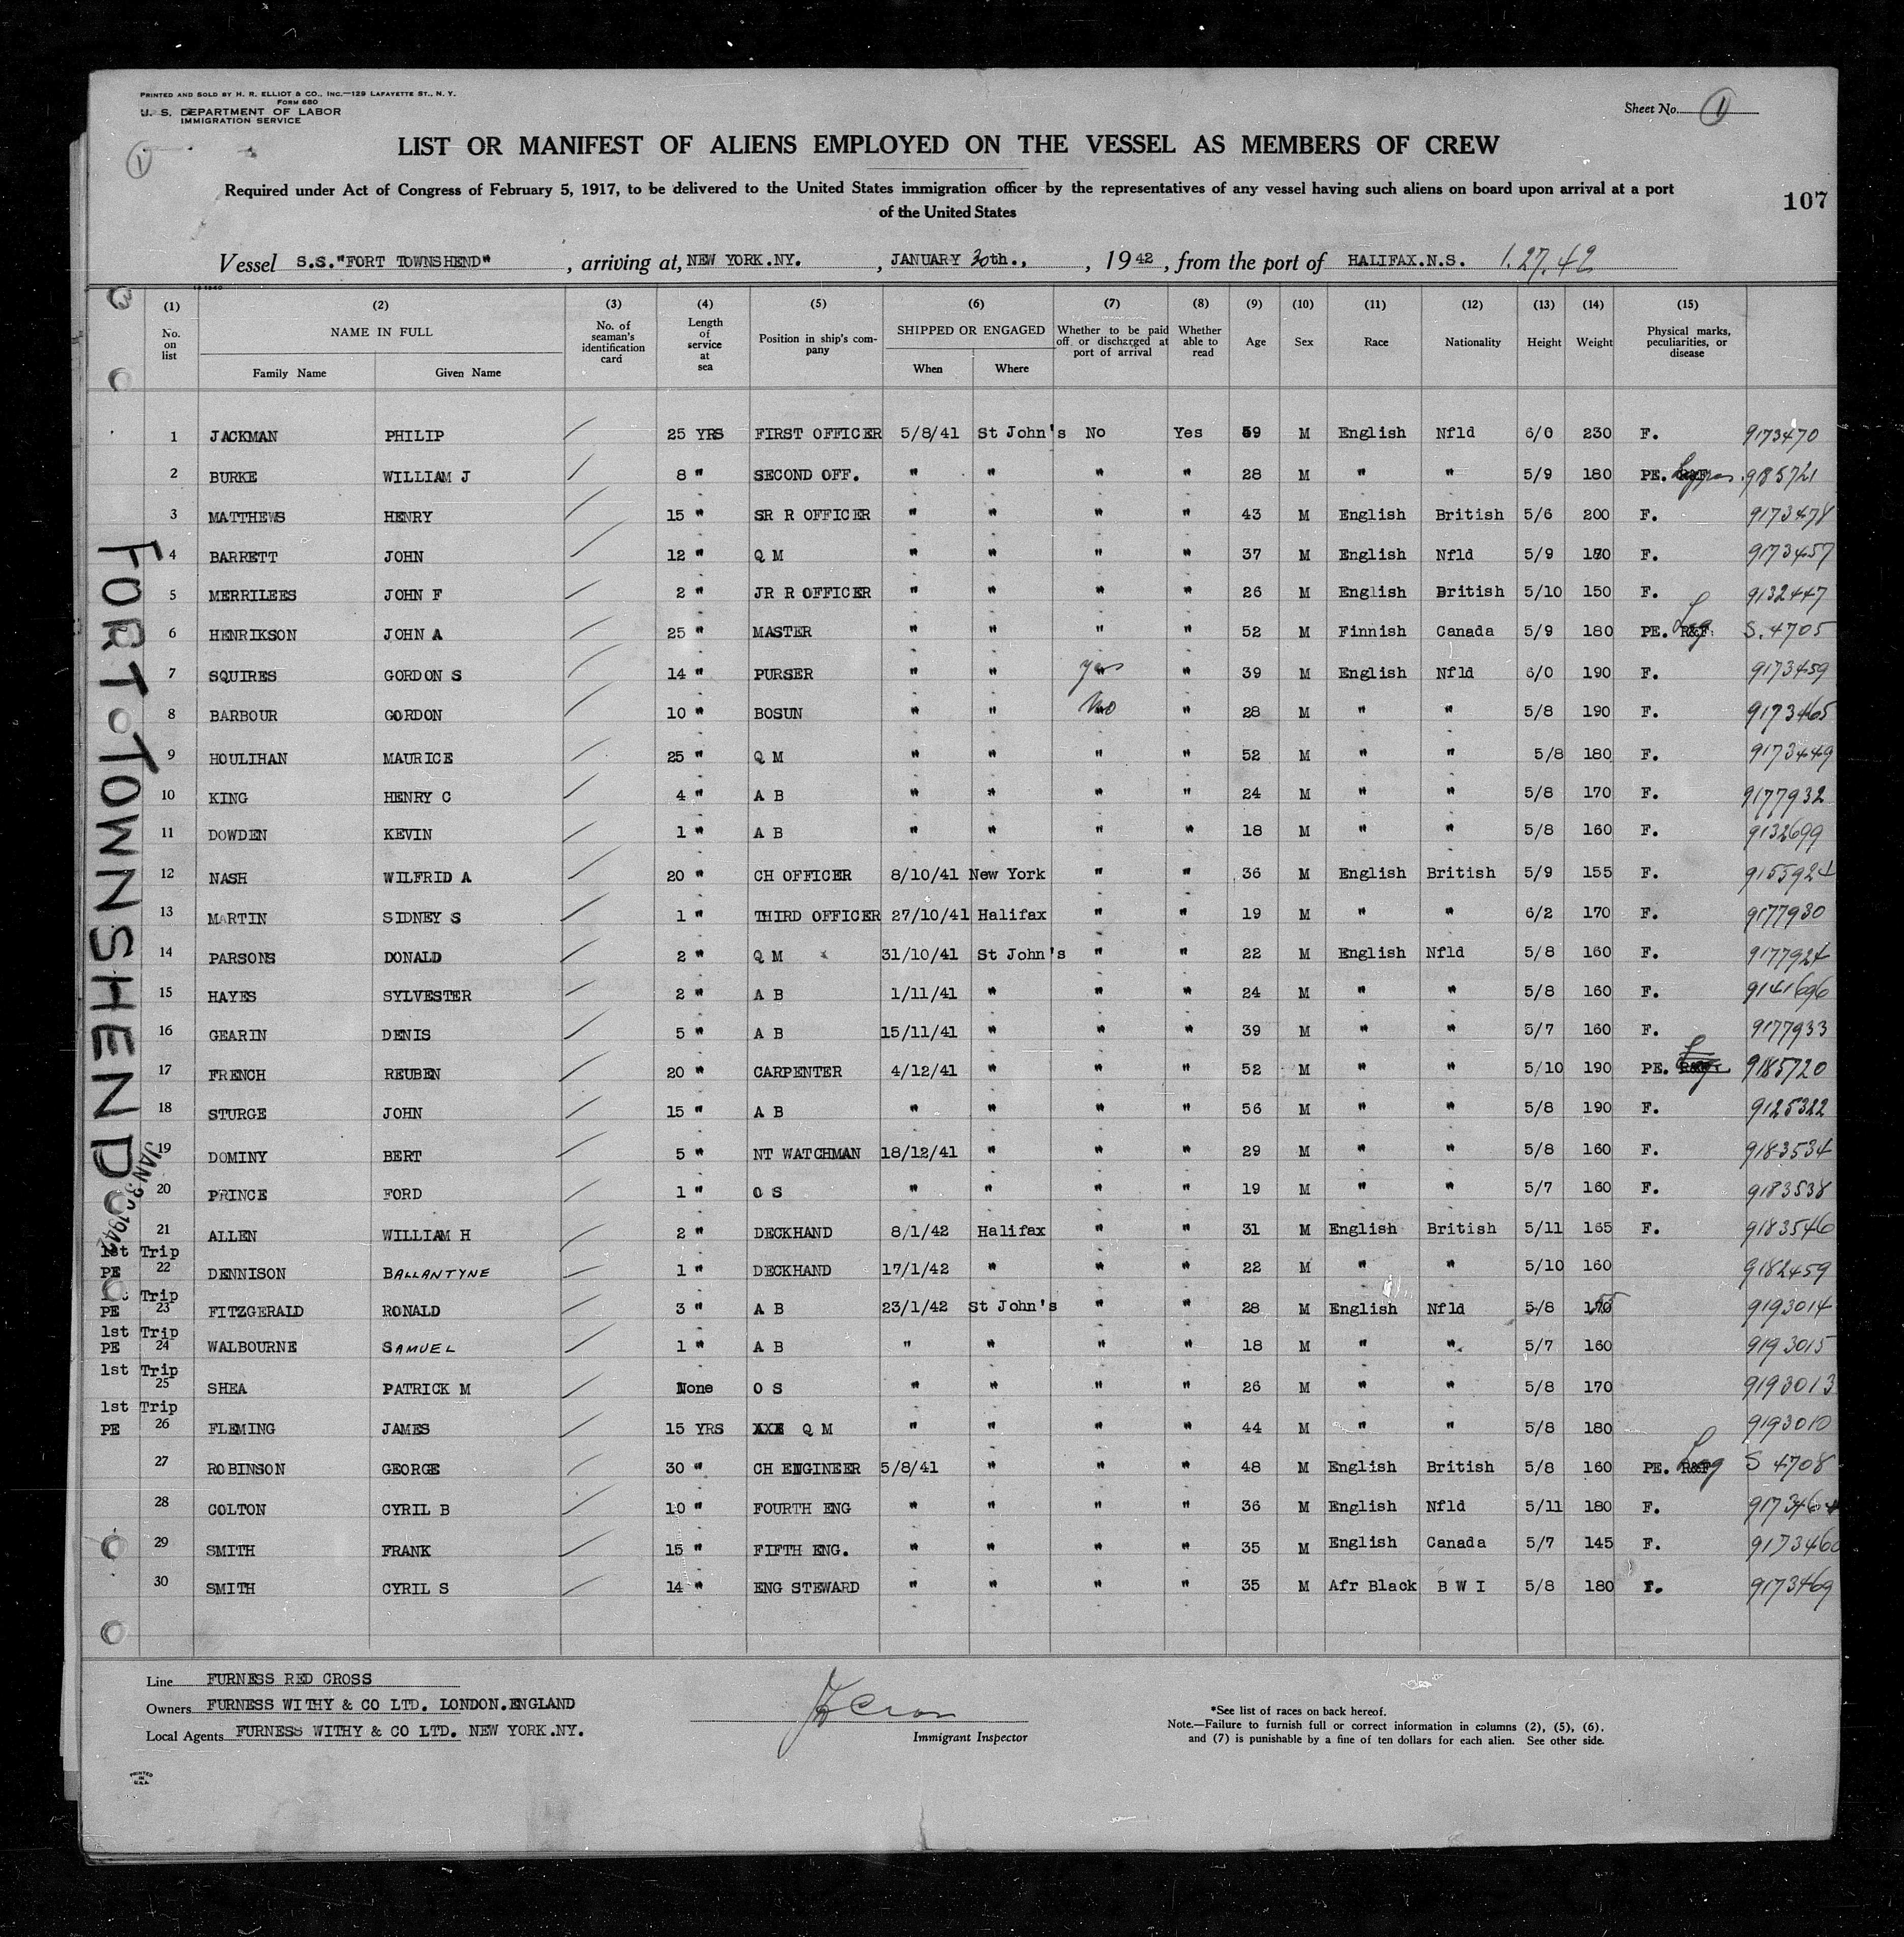 PRINTED AND SOLD BY H. R. ELLIOT & CO., INC.—129 LAFAYETTE ST., N. Y.
FORM 680
U. S. DEPARTMENT OF LABOR
IMMIGRATION SERVICE
Sheet No. 1
1
LIST OR MANIFEST OF ALIENS EMPLOYED ON THE VESSEL AS MEMBERS OF CREW
Required under Act of Congress of February 5, 1917, to be delivered to the United States immigration officer by the representatives of any vessel having such aliens on board upon arrival at a port
of the United States
107
Vessel S.S."FORT TOWNSHEND", arriving at, NEW YORK.NY., JANUARY 30th., , 1942, from the port of HALIFAX.N.S. 1.27.42
(1) (2) (3) (4) (5) (6) (7) (8) (9) (10) (11) (12) (13) (14) (15)
No. on list NAME IN FULL Family Name Given Name No. of seaman's identification card Length of service at sea Position in ship's company SHIPPED OR ENGAGED When Where Whether to be paid off or discharged at port of arrival Whether able to read Age Sex Race Nationality Height Weight Physical marks, peculiarities, or disease
1 JACKMAN PHILIP 25 YRS FIRST OFFICER 5/8/41 St John's No Yes 59 M English Nfld 6/0 230 F. 9173470
2 BURKE WILLIAM J 8 " SECOND OFF. " " " " 28 M " " 5/9 180 PE. 9185721
3 MATTHEWS HENRY 15 " SR R OFFICER " " " " 43 M English British 5/6 200 F. 9173478
4 BARRETT JOHN 12 " Q M " " " " 37 M English Nfld 5/9 F. 9173457
5 MERRILEES JOHN F 2 " JR R OFFICER " " " " 26 M English British 5/10 150 F. 9132447
6 HENRIKSON JOHN A 25 " MASTER " " " " 52 M Finnish Canada 5/9 180 PE. R&F. Log S. 4705
7 SQUIRES GORDON S 14 " PURSER " " yes " 39 M English Nfld 6/0 190 F. 9173459
8 BARBOUR GORDON 10 " BOSUN " " No " 28 M " " 5/8 190 F. 9173465
9 HOULIHAN MAURICE 25 " Q M " " " " 52 M " " 5/8 180 F. 9173449
10 KING HENRY C 4 " A B " " " " 24 M " " 5/8 170 F. 9177932
11 DOWDEN KEVIN 1 " A B " " " " 18 M " " 5/8 160 F. 9132699
12 NASH WILFRID A 20 " CH OFFICER 8/10/41 New York " " 36 M English British 5/9 155 F. 9155924
13 MARTIN SIDNEY S 1 " THIRD OFFICER 27/10/41 Halifax " " 19 M " " 6/2 170 F. 9177930
14 PARSONS DONALD 2 " Q M 31/10/41 St John's " " 22 M English Nfld 5/8 160 F. 9177924
15 HAYES SYLVESTER 2 " A B 1/11/41 " " " 24 M " " 5/8 160 F. 9141696
16 GEARIN DENIS 5 " A B 15/11/41 " " " 39 M " " 5/7 160 F. 9177933
17 FRENCH REUBEN 20 " CARPENTER 4/12/41 " " " 52 M " " 5/10 190 PE. 9185720
18 STURGE JOHN 15 " A B " " " " 56 M " " 5/8 190 F. 9125322
19 DOMINY BERT 5 " NT WATCHMAN 18/12/41 " " " 29 M " " 5/8 160 F. 9183534
20 PRINCE FORD 1 " O S " " " " 19 M " " 5/7 160 F. 9183538
21 ALLEN WILLIAM H 2 " DECKHAND 8/1/42 Halifax " " 31 M English British 5/11 165 F. 9183546
1st Trip
PE 22 DENNISON BALLANTYNE 1 " DECKHAND 17/1/42 " " " 22 M " " 5/10 160 9182459
Trip
PE 23 FITZGERALD RONALD 3 " A B 23/1/42 St John's " " 28 M English Nfld 5/8 9193014
1st Trip
PE 24 WALBOURNE SAMUEL 1 " A B " " " " 18 M " " 5/7 160 9193015
1st Trip
25 SHEA PATRICK M None O S " " " " 26 M " " 5/8 170 9193013
1st Trip
PE 26 FLEMING JAMES 15 YRS XXX Q M " " " " 44 M " " 5/8 180 9193010
27 ROBINSON GEORGE 30 " CH ENGINEER 5/8/41 " " " 48 M English British 5/8 160 PE. R&F Log S 4708
28 COLTON CYRIL B 10 " FOURTH ENG " " " " 36 M English Nfld 5/11 180 F. 9173464
29 SMITH FRANK 15 " FIFTH ENG. " " " " 35 M English Canada 5/7 145 F. 9173460
30 SMITH CYRIL S 14 " ENG STEWARD " " " " 35 M Afr Black B W I 5/8 180 F. 9173469
FORT TOWNSHEND
JAN 30 1942
Line FURNESS RED CROSS
Owners FURNESS WITHY & CO LTD. LONDON.ENGLAND
Local Agents FURNESS WITHY & CO LTD. NEW YORK.NY.
Immigrant Inspector
*See list of races on back hereof.
Note.—Failure to furnish full or correct information in columns (2), (5), (6).
and (7) is punishable by a fine of ten dollars for each alien. See other side.
PRINTED
IN
U.S.A.